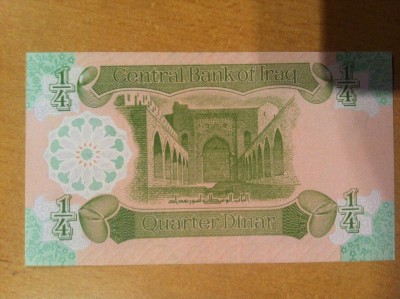 1/4 Central Bank of Iraq 1/4
1/4 Quarter Dinar 1/4